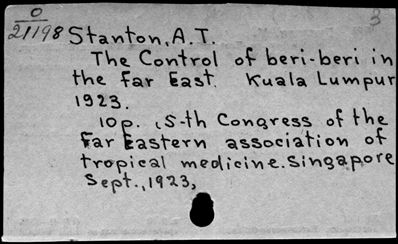 O
21198 Stanton, A.T.
3
The Control of beri-beri in
the Far East. Kuala Lumpur
1923.
10p. (5-th Congress of the
Far Eastern association of
tropical medicine. Singapore
Sept., 1923,